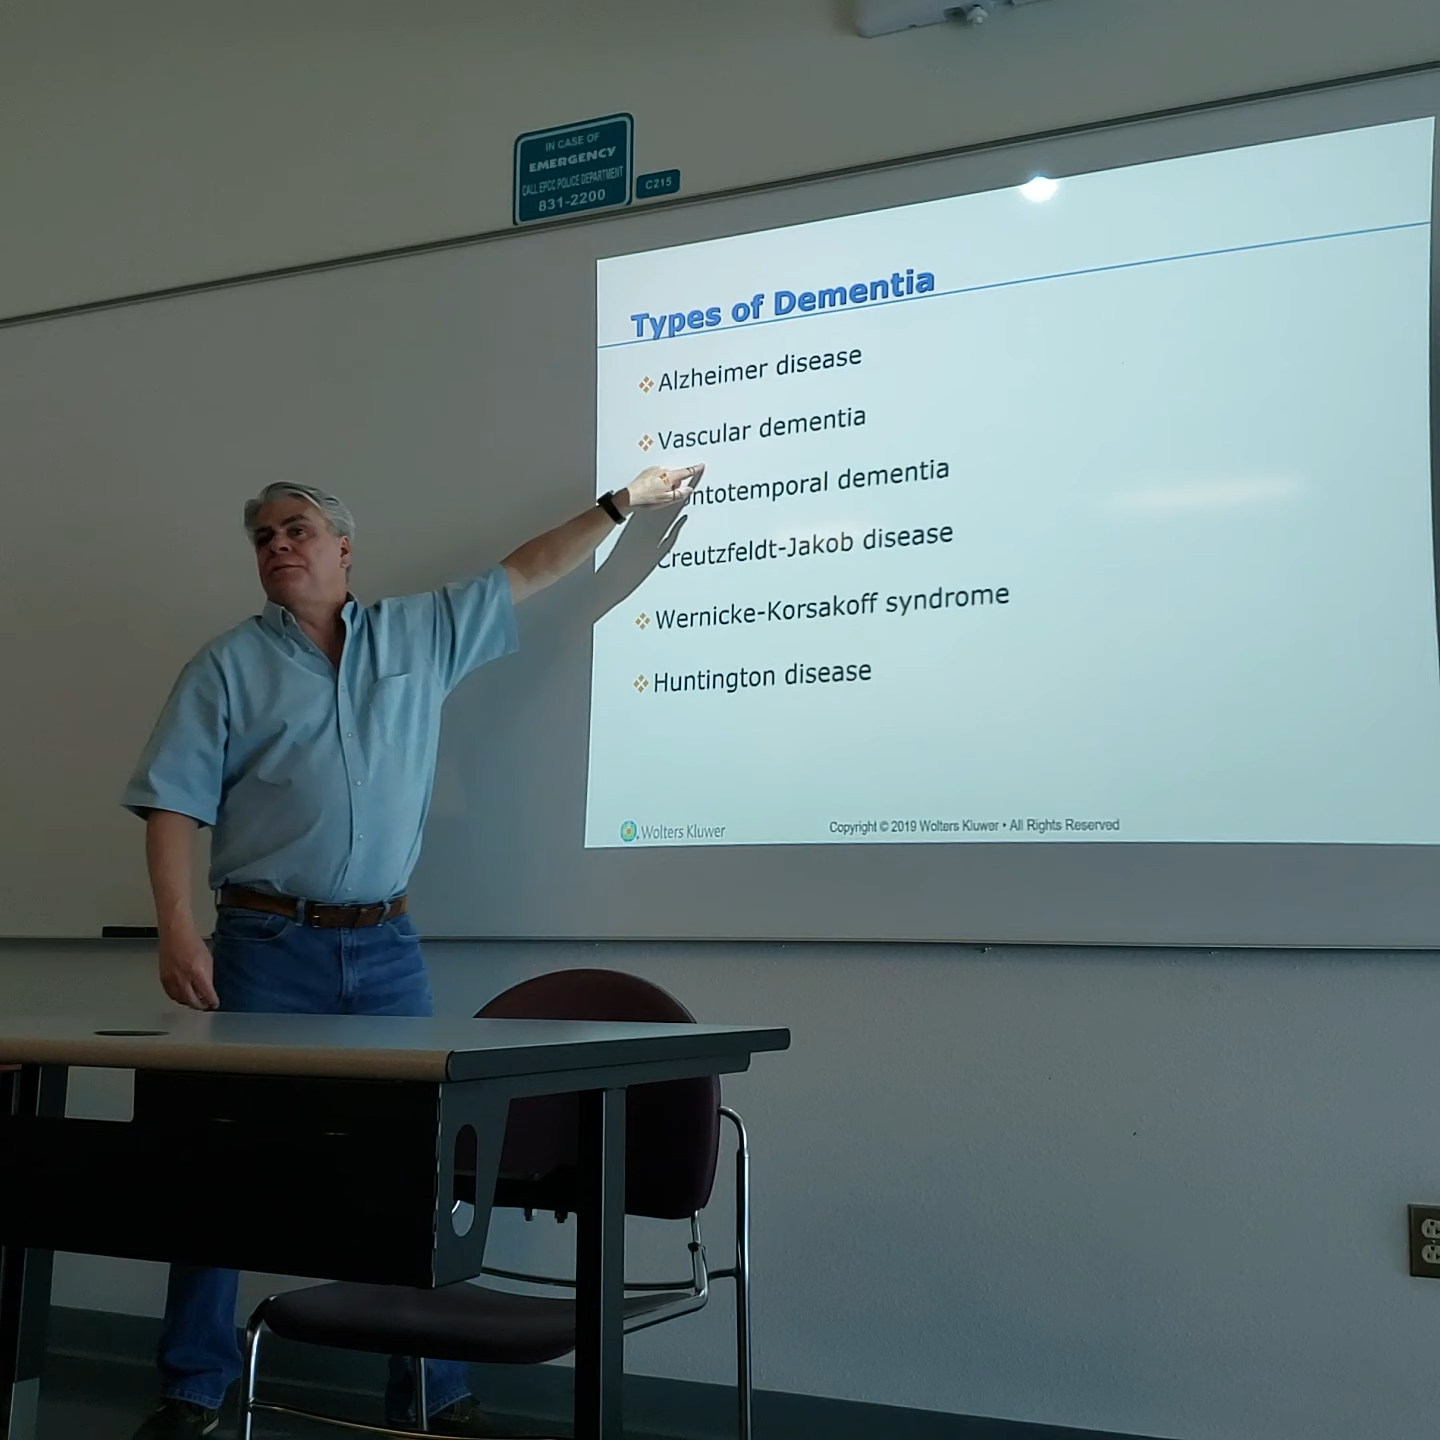 IN CASE OF
EMERGENCY
CALL EPCC POLICE DEPARTMENT
831-2200
C215
Types of Dementia
Alzheimer disease
Vascular dementia
ntotemporal dementia
Creutzfeldt-Jakob disease
Wernicke-Korsakoff syndrome
Huntington disease
Wolters Kluwer
Copyright © 2019 Wolters Kluwer • All Rights Reserved